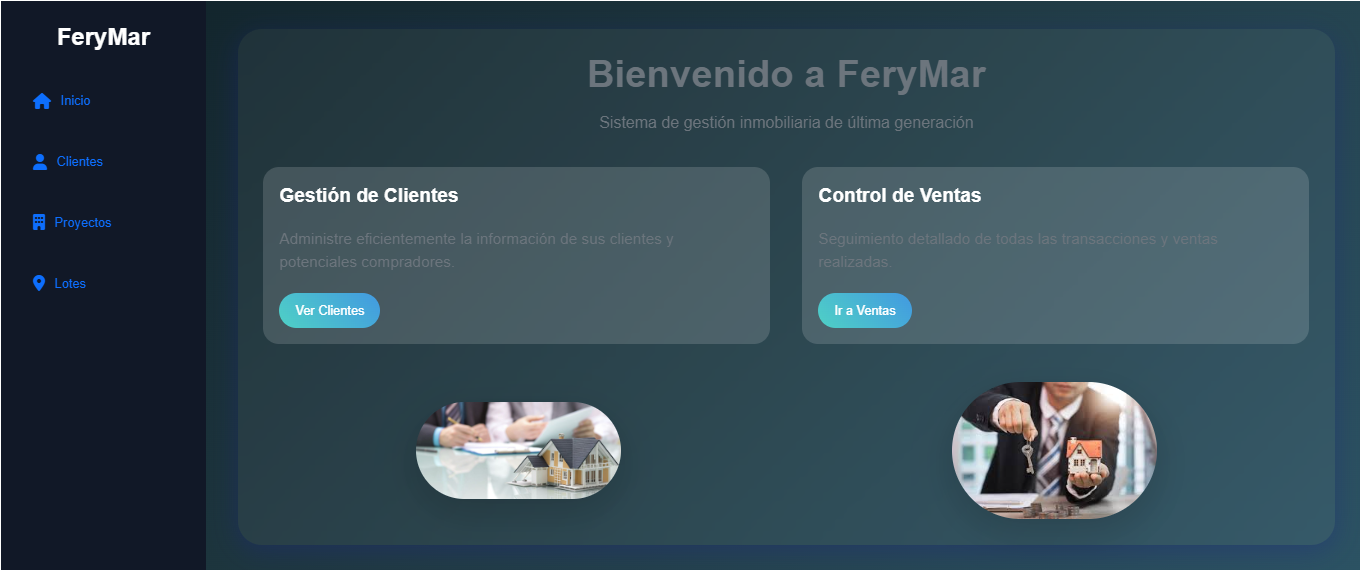 FeryMar
Inicio
Clientes
Proyectos
Lotes
Bienvenido a FeryMar
Sistema de gestión inmobiliaria de última generación
Gestión de Clientes
Administre eficientemente la información de sus clientes y
potenciales compradores.
Ver Clientes
Control de Ventas
Seguimiento detallado de todas las transacciones y ventas
realizadas.
Ir a Ventas